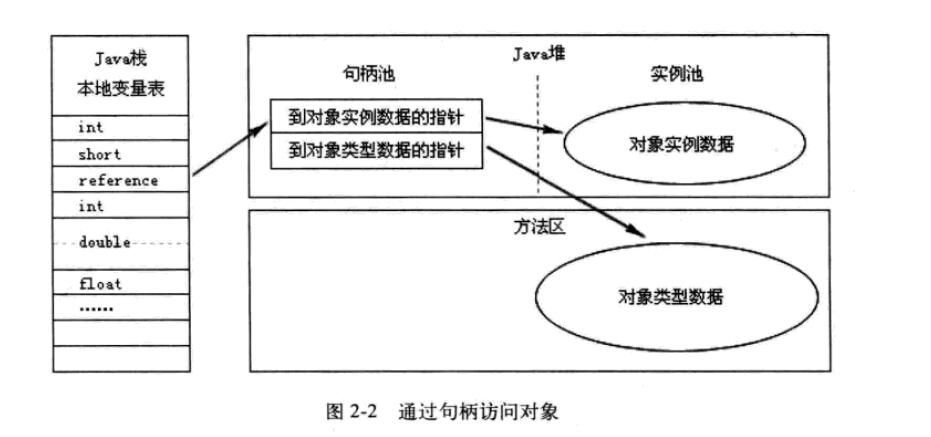 Java栈
本地变量表
int
short
reference
int
double
float
......
Java堆
句柄池
实例池
到对象实例数据的指针
到对象类型数据的指针
对象实例数据
方法区
对象类型数据
图 2-2 通过句柄访问对象